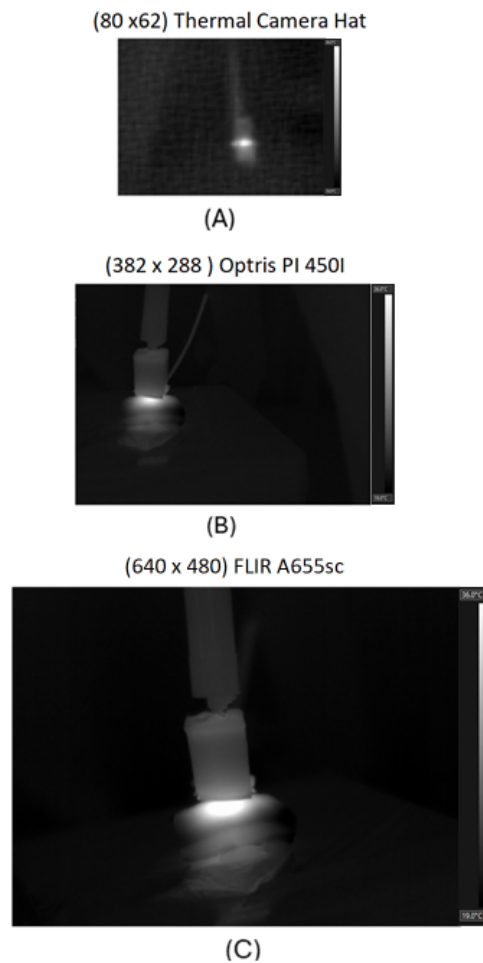 (80 x62) Thermal Camera Hat
(A)
(382 x 288 ) Optris PI 450I
(B)
(640 x 480) FLIR A655sc
36.0°C
19.0°C
(C)